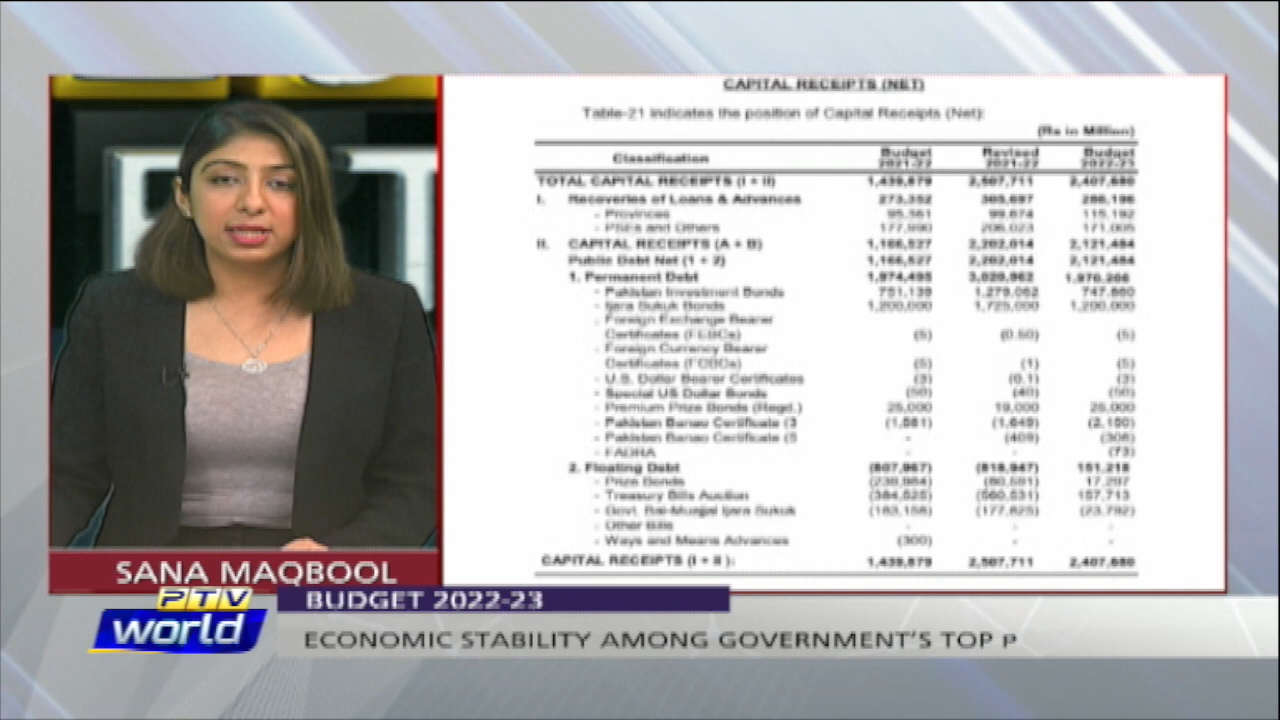 CAPITAL RECEIPTS (NET)
Table-21 indicates the position of Capital Receipts (Net):
(Rs in Million)
Classification Budget 2021-22 Revised 2021-22 Budget 2022-23
TOTAL CAPITAL RECEIPTS (I + II) 1,439,879 2,507,711 2,407,680
I. Recoveries of Loans & Advances 273,352 305,697 286,196
- Provinces 95,361 99,674 115,192
- PSEs and Others 177,990 206,023 171,005
II. CAPITAL RECEIPTS (A + B) 1,166,527 2,202,014 2,121,484
Public Debt Net (1 + 2) 1,166,527 2,202,014 2,121,484
1. Permanent Debt 1,974,495 3,020,962 1,970,266
- Pakistan Investment Bonds 751,139 1,279,062 747,860
- Ijara Sukuk Bonds 1,200,000 1,725,000 1,200,000
- Foreign Exchange Bearer
Certificates (FEBCs) (5) (0.50) (5)
- Foreign Currency Bearer
Certificates (FCBCs) (5) (1) (5)
- U.S. Dollar Bearer Certificates (3) (0.1) (3)
- Special US Dollar Bonds (50) (40) (50)
- Premium Prize Bonds (Regd.) 25,000 19,000 25,000
- Pakistan Banao Certificate (3 (1,581) (1,649) (2,150)
- Pakistan Banao Certificate (5 - (409) (308)
- - (73)
2. Floating Debt (807,967) (818,947) 151,218
- Prize Bonds (239,984) (80,591) 17,297
- Treasury Bills Auction (384,525) (560,531) 157,713
- Govt. Bai-Muajjal Ijara Sukuk (183,158) (177,825) (23,792)
- Other Bills - - -
- Ways and Means Advances (300) - -
CAPITAL RECEIPTS (I + II ): 1,439,879 2,507,711 2,407,680
SANA MAQBOOL
PTV
world
BUDGET 2022-23
ECONOMIC STABILITY AMONG GOVERNMENT'S TOP P